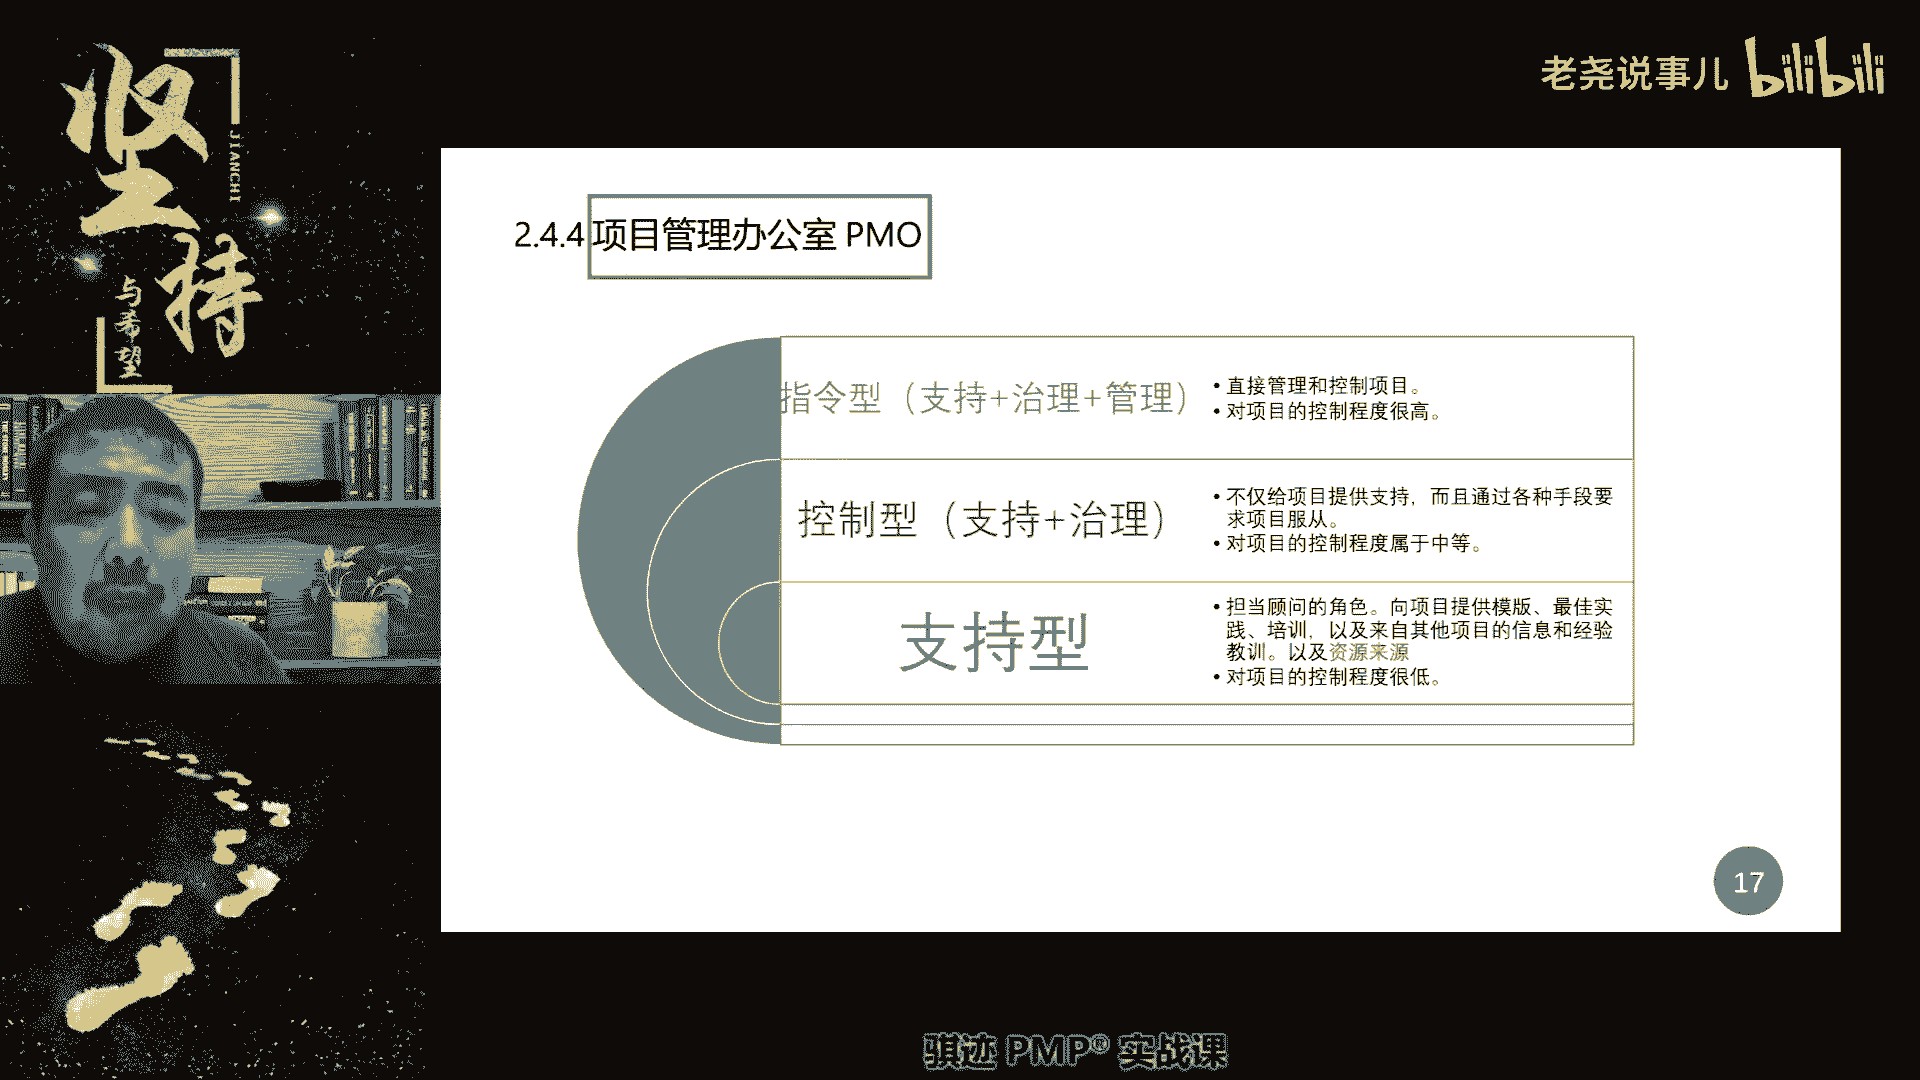 坚持
JIANCHI
与希望
老尧说事儿 bilibili
2.4.4 项目管理办公室 PMO
指令型（支持+治理+管理）
• 直接管理和控制项目。
• 对项目的控制程度很高。
控制型（支持+治理）
• 不仅给项目提供支持，而且通过各种手段要
求项目服从。
• 对项目的控制程度属于中等。
支持型
• 担当顾问的角色。向项目提供模版、最佳实
践、培训，以及来自其他项目的信息和经验
教训。以及资源来源
• 对项目的控制程度很低。
17
骐迹 PMP® 实战课